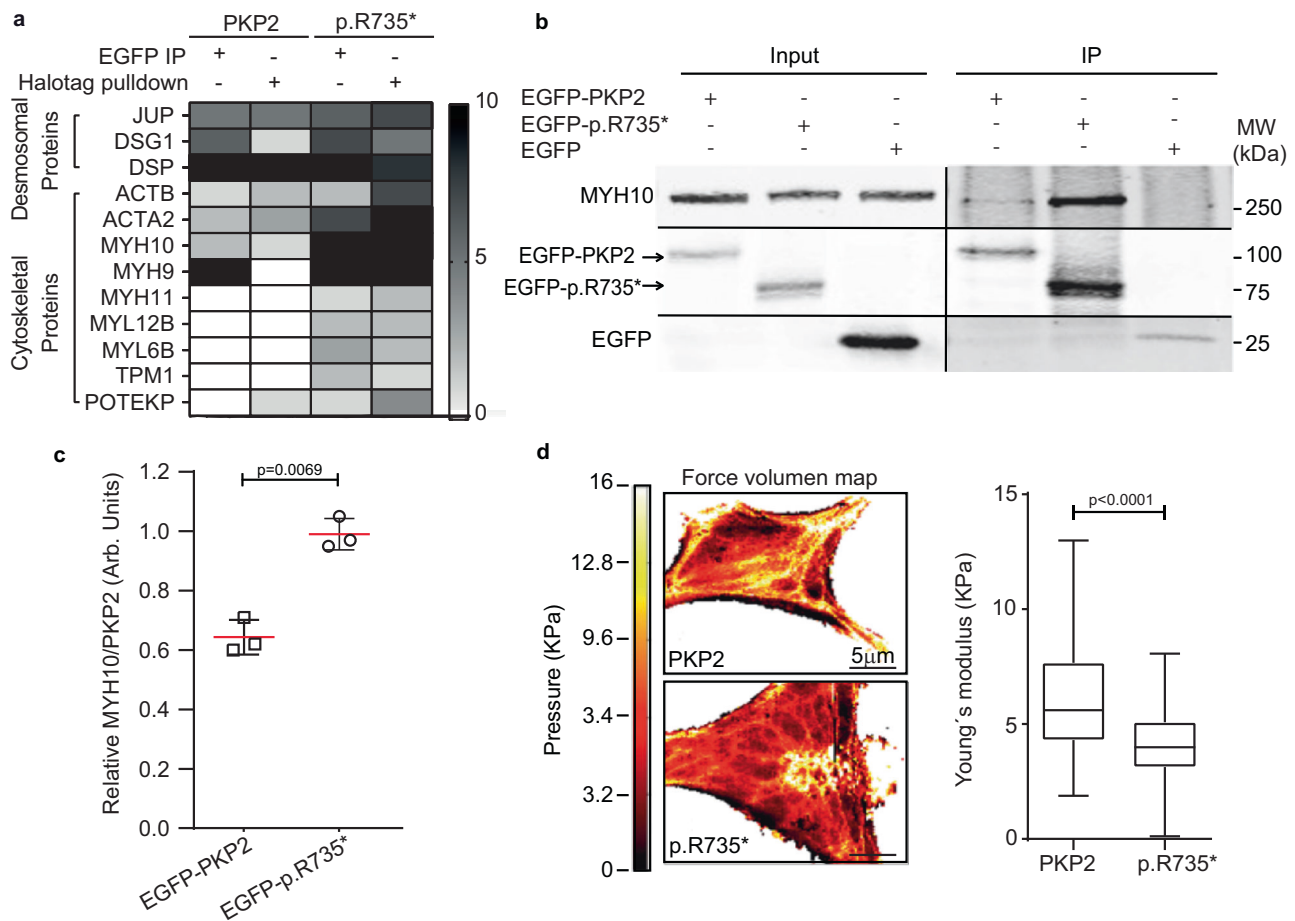 a
PKP2 p.R735*
EGFP IP + - + -
Halotag pulldown - + - +
Desmosomal Proteins
JUP
DSG1
DSP
Cytoskeletal Proteins
ACTB
ACTA2
MYH10
MYH9
MYH11
MYL12B
MYL6B
TPM1
POTEKP
10
5
0
b
Input IP
EGFP-PKP2 + - - + - -
EGFP-p.R735* - + - - + -
EGFP - - + - - +
MW
(kDa)
MYH10
EGFP-PKP2
EGFP-p.R735*
EGFP
-250
-100
-75
-25
c
Relative MYH10/PKP2 (Arb. Units)
1.2
1.0
0.8
0.6
0.4
0.2
0.0
p=0.0069
EGFP-PKP2
EGFP-p.R735*
d
Force volumen map
Pressure (KPa)
16
12.8
9.6
3.4
3.2
0
PKP2
5μm
p.R735*
Young´s modulus (KPa)
15
10
5
0
p<0.0001
PKP2
p.R735*